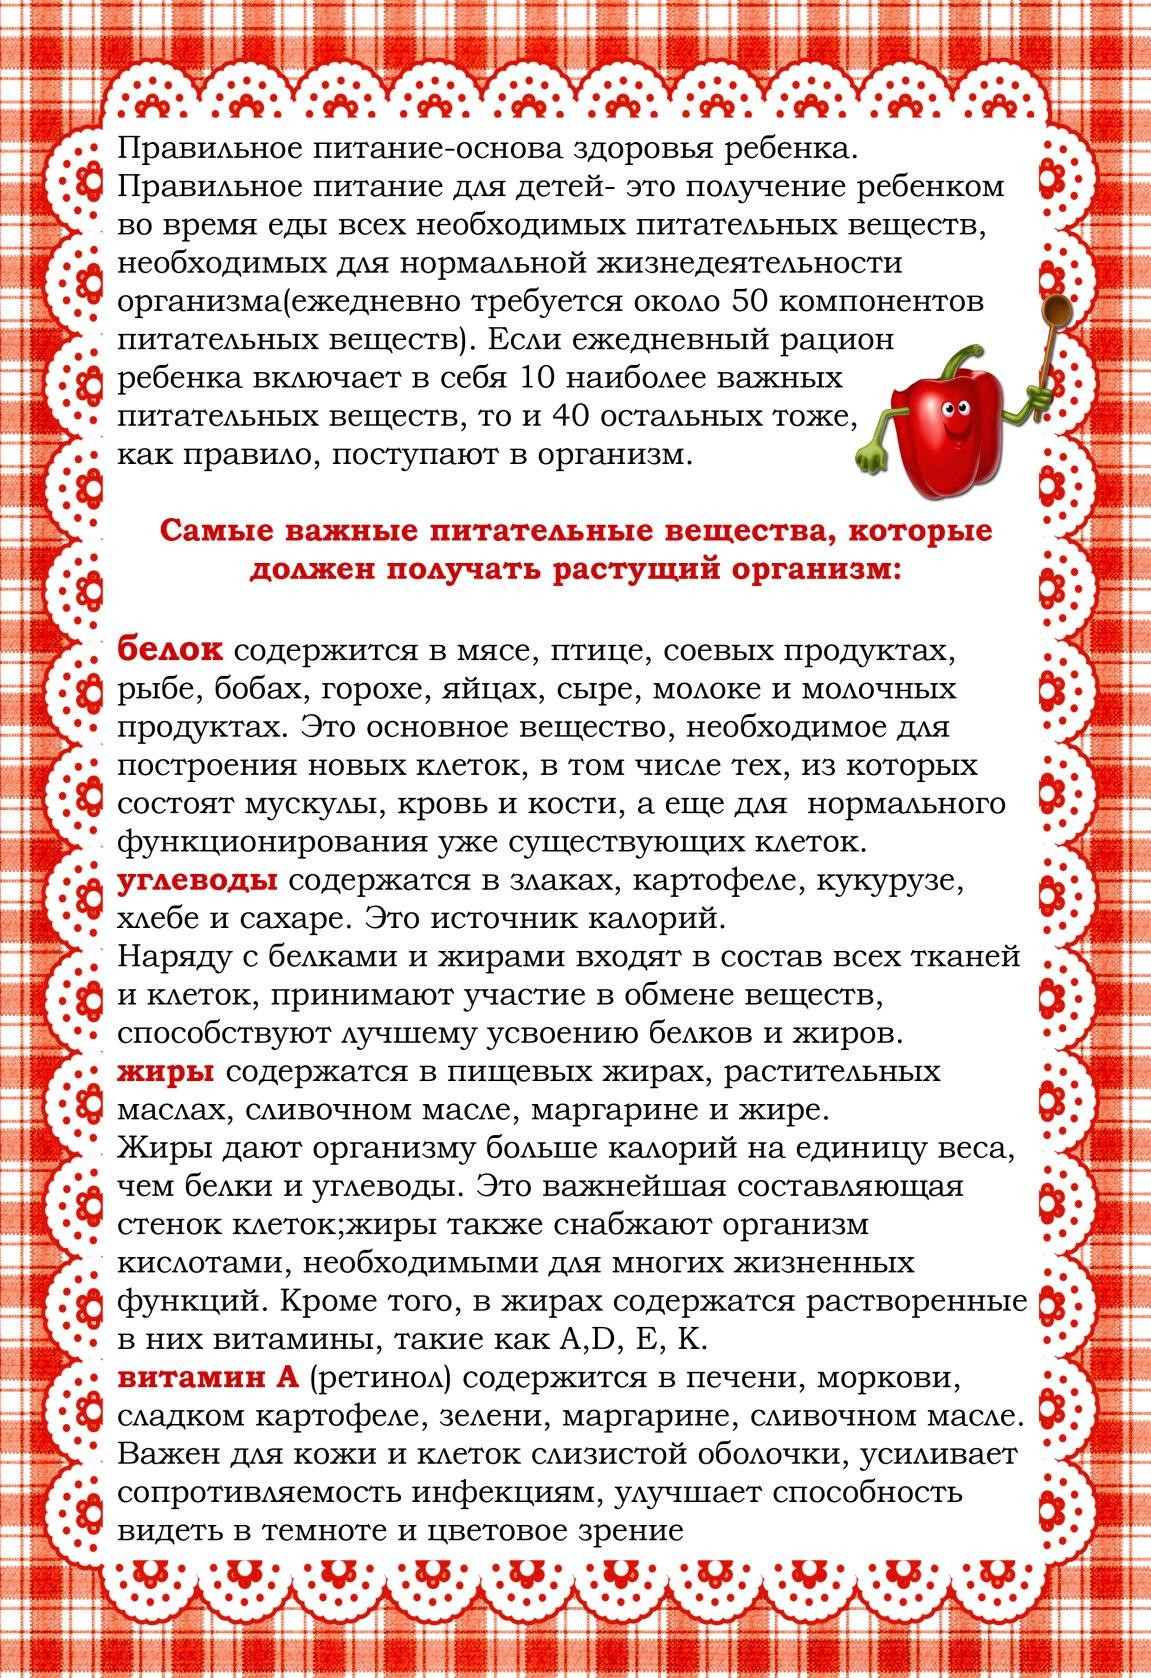 Правильное питание-основа здоровья ребенка.
Правильное питание для детей- это получение ребенком
во время еды всех необходимых питательных веществ,
необходимых для нормальной жизнедеятельности
организма(ежедневно требуется около 50 компонентов
питательных веществ). Если ежедневный рацион
ребенка включает в себя 10 наиболее важных
питательных веществ, то и 40 остальных тоже,
как правило, поступают в организм.
Самые важные питательные вещества, которые
должен получать растущий организм:
белок содержится в мясе, птице, соевых продуктах,
рыбе, бобах, горохе, яйцах, сыре, молоке и молочных
продуктах. Это основное вещество, необходимое для
построения новых клеток, в том числе тех, из которых
состоят мускулы, кровь и кости, а еще для  нормального
функционирования уже существующих клеток.
углеводы содержатся в злаках, картофеле, кукурузе,
хлебе и сахаре. Это источник калорий.
Наряду с белками и жирами входят в состав всех тканей
и клеток, принимают участие в обмене веществ,
способствуют лучшему усвоению белков и жиров.
жиры содержатся в пищевых жирах, растительных
маслах, сливочном масле, маргарине и жире.
Жиры дают организму больше калорий на единицу веса,
чем белки и углеводы. Это важнейшая составляющая
стенок клеток;жиры также снабжают организм
кислотами, необходимыми для многих жизненных
функций. Кроме того, в жирах содержатся растворенные
в них витамины, такие как A,D, E, K.
витамин А (ретинол) содержится в печени, моркови,
сладком картофеле, зелени, маргарине, сливочном масле.
Важен для кожи и клеток слизистой оболочки, усиливает
сопротивляемость инфекциям, улучшает способность
видеть в темноте и цветовое зрение